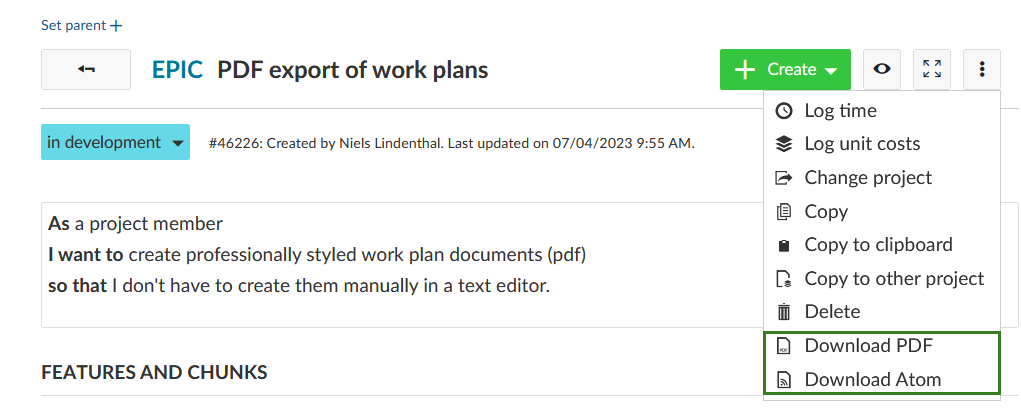 Set parent +
EPIC PDF export of work plans
Create
in development
#46226: Created by Niels Lindenthal. Last updated on 07/04/2023 9:55 AM.
Log time
Log unit costs
Change project
Copy
Copy to clipboard
Copy to other project
Delete
Download PDF
Download Atom
As a project member
I want to create professionally styled work plan documents (pdf)
so that I don't have to create them manually in a text editor.
FEATURES AND CHUNKS